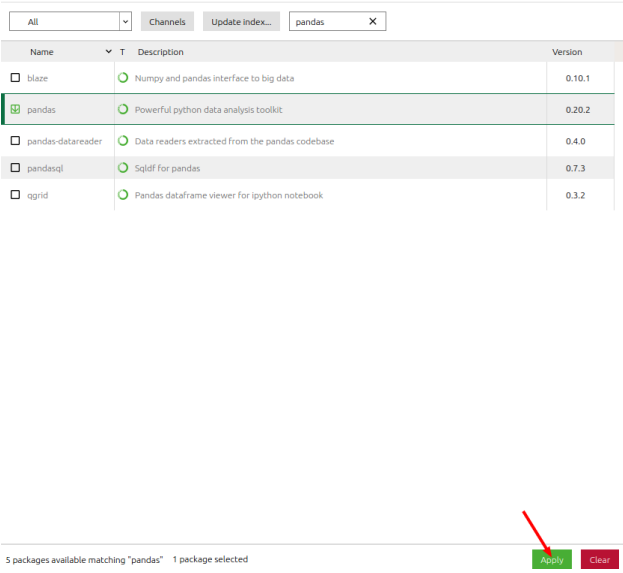 All Channels Update index... pandas X
Name T Description Version
blaze Numpy and pandas interface to big data 0.10.1
pandas Powerful python data analysis toolkit 0.20.2
pandas-datareader Data readers extracted from the pandas codebase 0.4.0
pandasql Sqldf for pandas 0.7.3
qgrid Pandas dataframe viewer for ipython notebook 0.3.2
5 packages available matching "pandas" 1 package selected Apply Clear